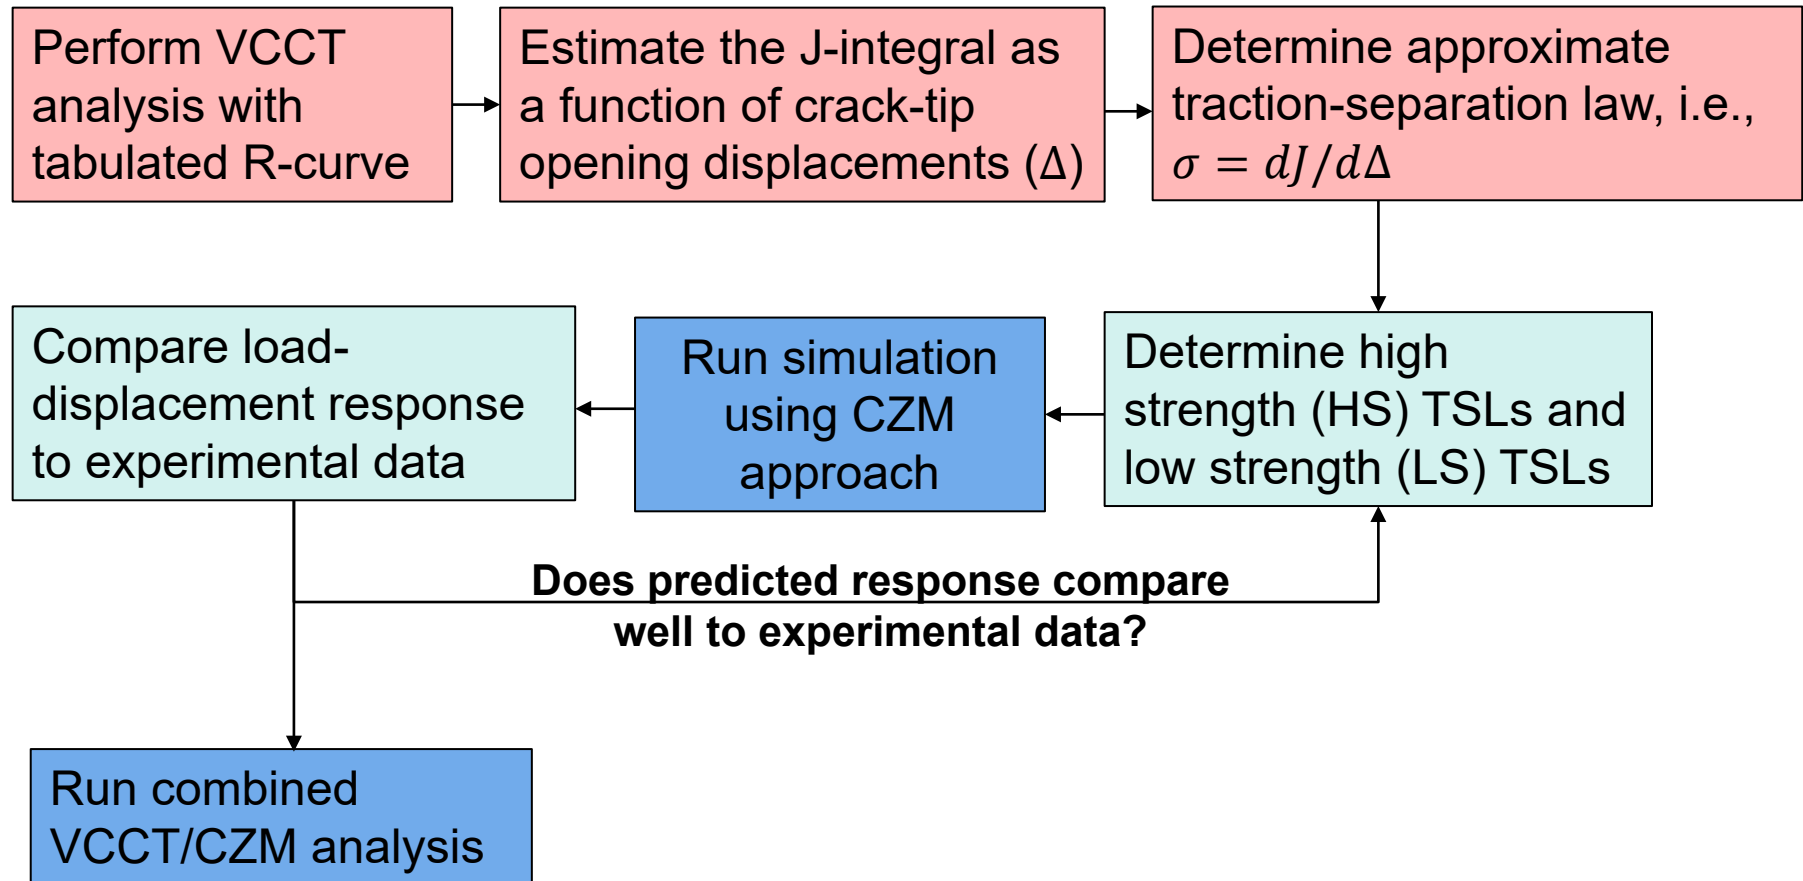 Perform VCCT
analysis with
tabulated R-curve
Estimate the J-integral as
a function of crack-tip
opening displacements (Δ)
Determine approximate
traction-separation law, i.e.,
𝜎 = 𝑑𝐽/𝑑Δ
Compare load-
displacement response
to experimental data
Run simulation
using CZM
approach
Determine high
strength (HS) TSLs and
low strength (LS) TSLs
Does predicted response compare
well to experimental data?
Run combined
VCCT/CZM analysis